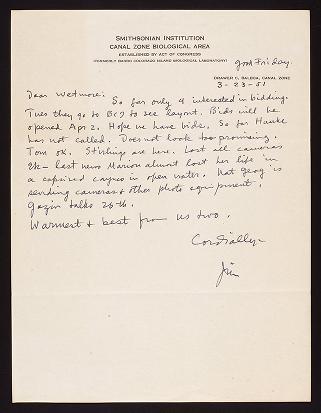 SMITHSONIAN INSTITUTION
CANAL ZONE BIOLOGICAL AREA
ESTABLISHED BY ACT OF CONGRESS
(FORMERLY BARRO COLORADO ISLAND BIOLOGICAL LABORATORY)
Good Friday.
DRAWER C, BALBOA, CANAL ZONE
3-23-51
Dear Wetmore:
So far only 4 interested in bidding.
Tues they go to BCI to see layout. Bids will be
opened Apr 2. Hope we have bids. So far
has not called. Does not look too promising.
Tom OK. Stirlings are here. Lost all cameras
etc - last news Marion almost lost her life in
a capsized cayuco in open water. Nat Geog is
sending cameras & other photo equipment.
Gazin talks 26th.
Warmest & best from us two.
Cordially
Jim